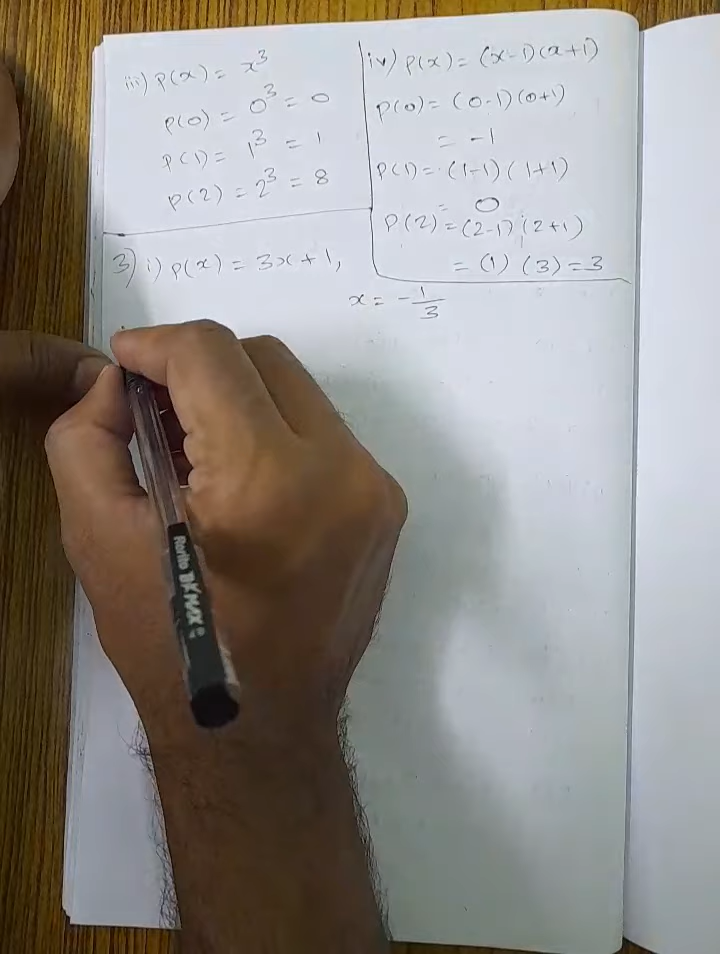 iii) P(x) = x³
P(0) = 0³ = 0
P(1) = 1³ = 1
P(2) = 2³ = 8
iv) P(x) = (x-1)(x+1)
P(0) = (0-1)(0+1)
= -1
P(1) = (1-1)(1+1)
= 0
P(2) = (2-1)(2+1)
= (1) (3) = 3
3) i) P(x) = 3x + 1,
x = -1/3